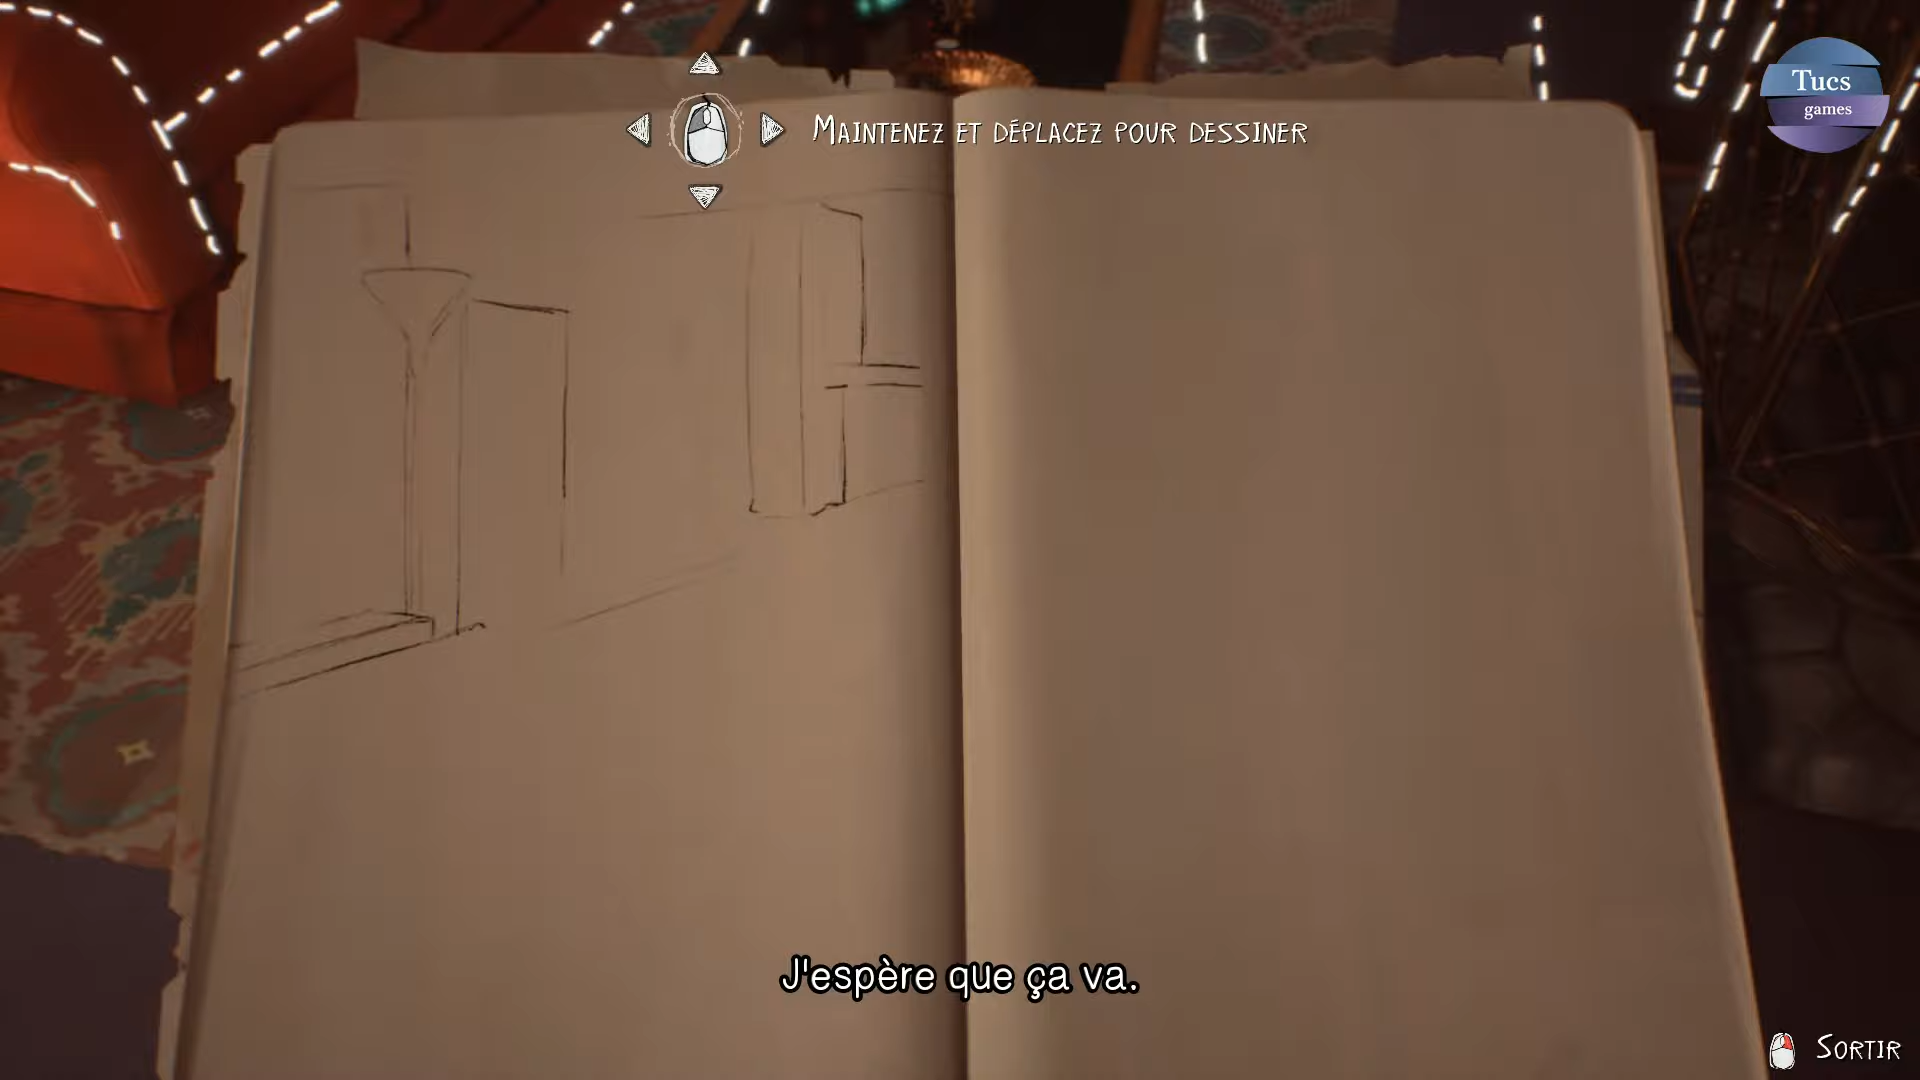 Tucs
games
MAINTENEZ ET DÉPLACEZ POUR DESSINER
J'espère que ça va.
SORTIR